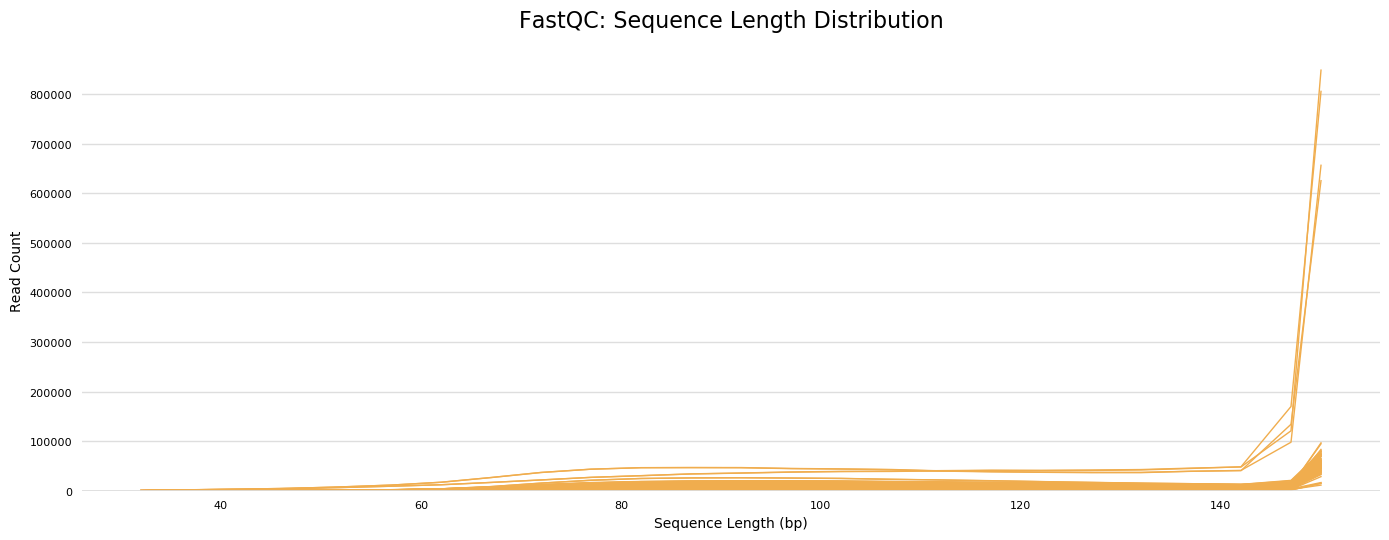 FastQC: Sequence Length Distribution
800000
700000
600000
500000
400000
300000
200000
100000
0
Read Count
40 60 80 100 120 140
Sequence Length (bp)